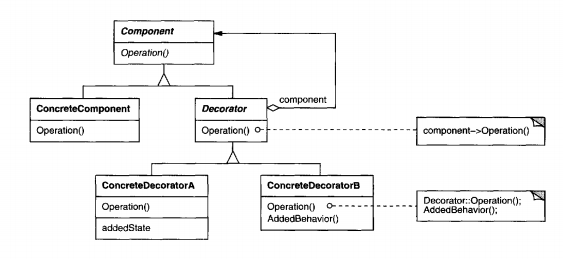 Component
Operation()
component
ConcreteComponent
Operation()
Decorator
Operation()
component–>Operation()
ConcreteDecoratorA
Operation()
addedState
ConcreteDecoratorB
Operation()
AddedBehavior()
Decorator::Operation();
AddedBehavior();